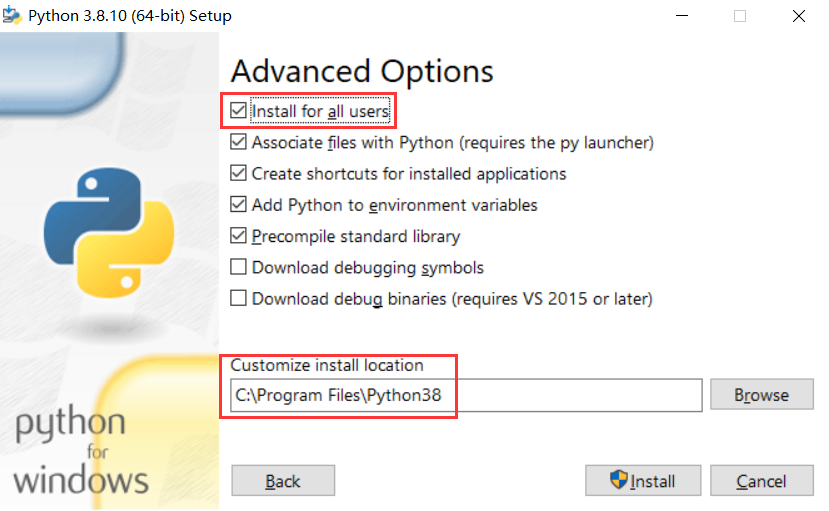 Python 3.8.10 (64-bit) Setup
Advanced Options
Install for all users
Associate files with Python (requires the py launcher)
Create shortcuts for installed applications
Add Python to environment variables
Precompile standard library
Download debugging symbols
Download debug binaries (requires VS 2015 or later)
Customize install location
C:\Program Files\Python38
Browse
python
for
windows
Back
Install
Cancel